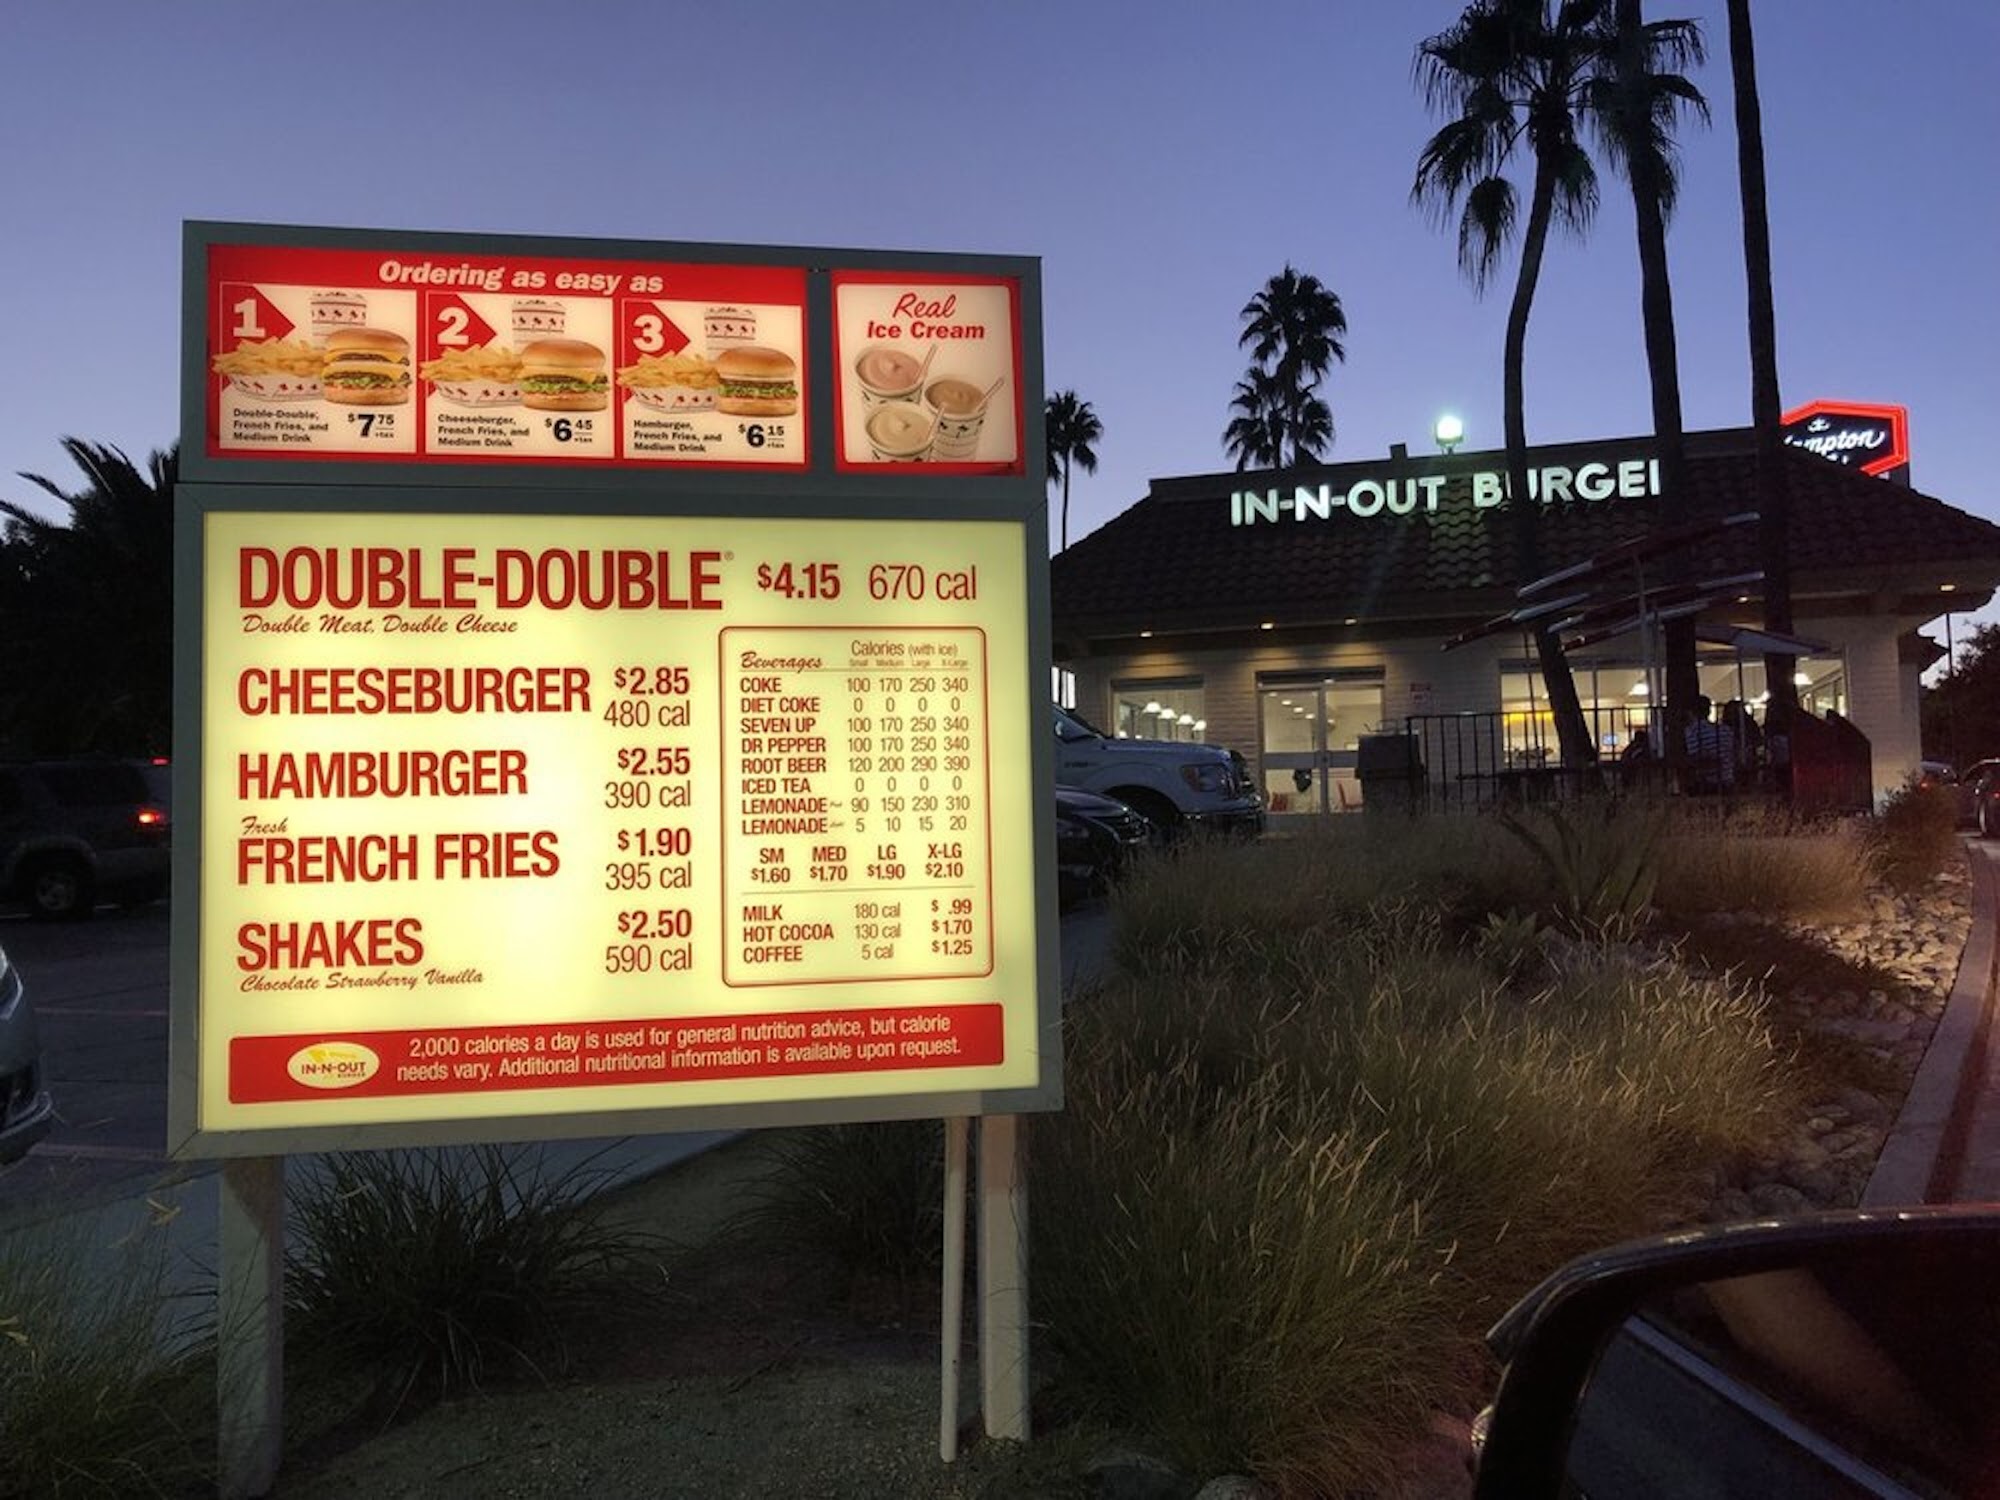 Ordering as easy as
1
Double-Double,
French Fries, and
Medium Drink
$7 75
+tax
2
Cheeseburger,
French Fries, and
Medium Drink
$6 45
+tax
3
Hamburger,
French Fries, and
Medium Drink
$6 15
+tax
Real
Ice Cream
DOUBLE-DOUBLE® $4.15 670 cal
Double Meat, Double Cheese
CHEESEBURGER $2.85
480 cal
HAMBURGER $2.55
390 cal
Fresh
FRENCH FRIES $1.90
395 cal
SHAKES $2.50
590 cal
Chocolate Strawberry Vanilla
Calories (with ice)
Beverages Small Medium Large X-Large
COKE 100 170 250 340
DIET COKE 0 0 0 0
SEVEN UP 100 170 250 340
DR PEPPER 100 170 250 340
ROOT BEER 120 200 290 390
ICED TEA 0 0 0 0
LEMONADE 90 150 230 310
LEMONADE 5 10 15 20
SM MED LG X-LG
$1.60 $1.70 $1.90 $2.10
MILK 180 cal $ .99
HOT COCOA 130 cal $1.70
COFFEE 5 cal $1.25
IN-N-OUT
BURGER
2,000 calories a day is used for general nutrition advice, but calorie
needs vary. Additional nutritional information is available upon request.
IN-N-OUT BURGER
mpton